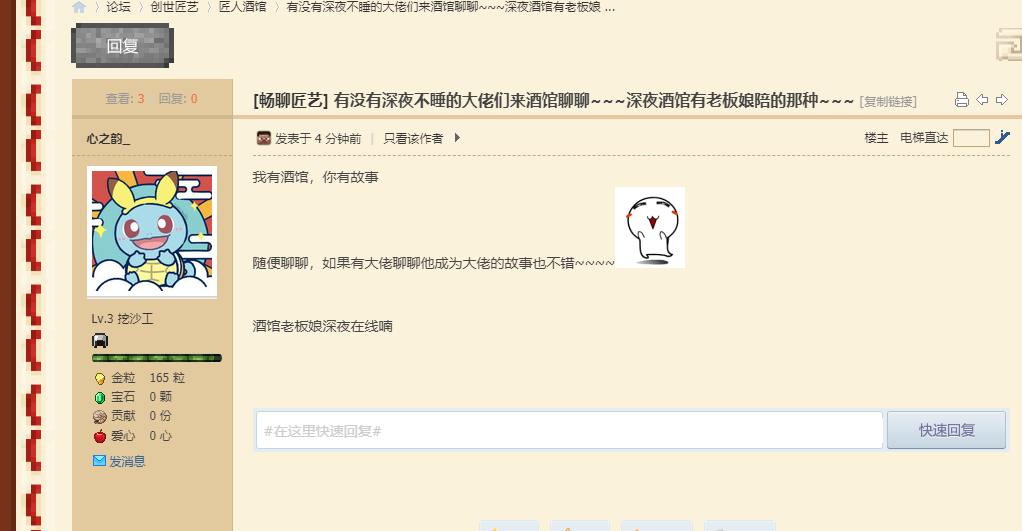 论坛 〉 创世匠艺 〉 匠人酒馆 〉 有没有深夜不睡的大佬们来酒馆聊聊~~~深夜酒馆有老板娘 ...
回复
查看: 3 回复: 0
[畅聊匠艺] 有没有深夜不睡的大佬们来酒馆聊聊~~~深夜酒馆有老板娘陪的那种~~~ [复制链接]
心之韵_
发表于 4 分钟前 | 只看该作者
楼主 电梯直达
我有酒馆，你有故事
随便聊聊，如果有大佬聊聊他成为大佬的故事也不错~~~~
酒馆老板娘深夜在线喃
Lv.3 挖沙工
金粒 165 粒
宝石 0 颗
贡献 0 份
爱心 0 心
发消息
#在这里快速回复#
快速回复